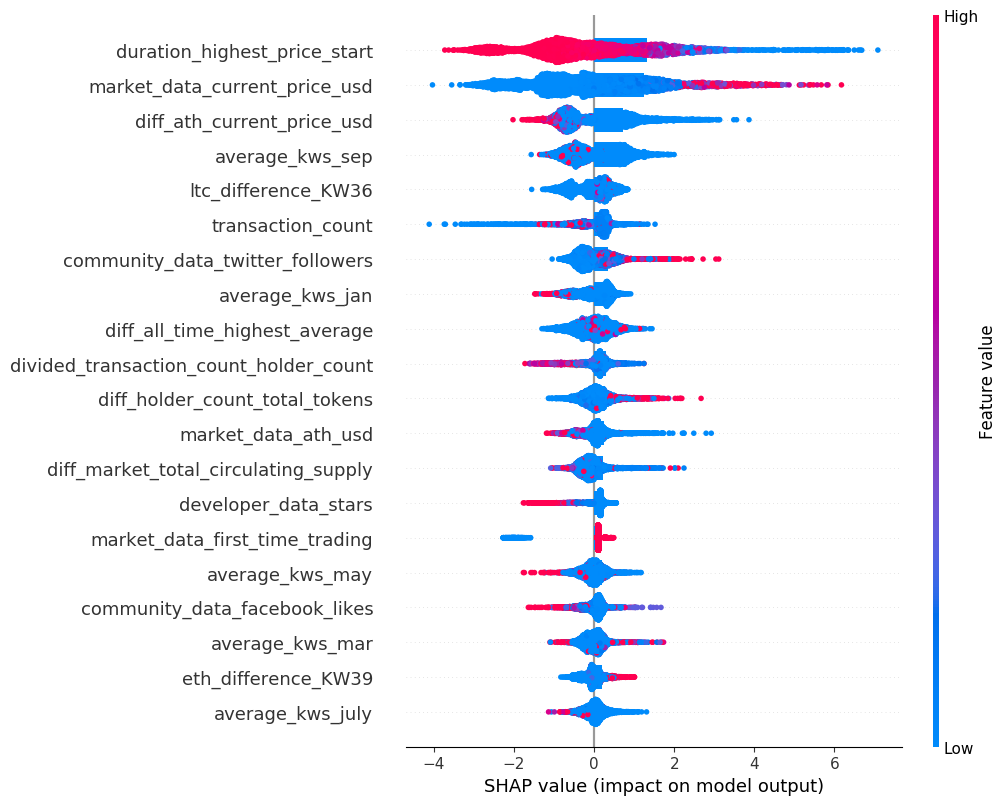 High
duration_highest_price_start
market_data_current_price_usd
diff_ath_current_price_usd
average_kws_sep
ltc_difference_KW36
transaction_count
community_data_twitter_followers
average_kws_jan
diff_all_time_highest_average
divided_transaction_count_holder_count
diff_holder_count_total_tokens
market_data_ath_usd
diff_market_total_circulating_supply
developer_data_stars
market_data_first_time_trading
average_kws_may
community_data_facebook_likes
average_kws_mar
eth_difference_KW39
average_kws_july
Feature value
Low
−4 −2 0 2 4 6
SHAP value (impact on model output)